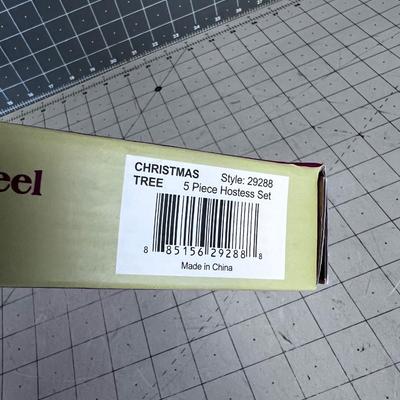 eel
CHRISTMAS Style: 29288
TREE 5 Piece Hostess Set
8 85156 29288 8
Made in China